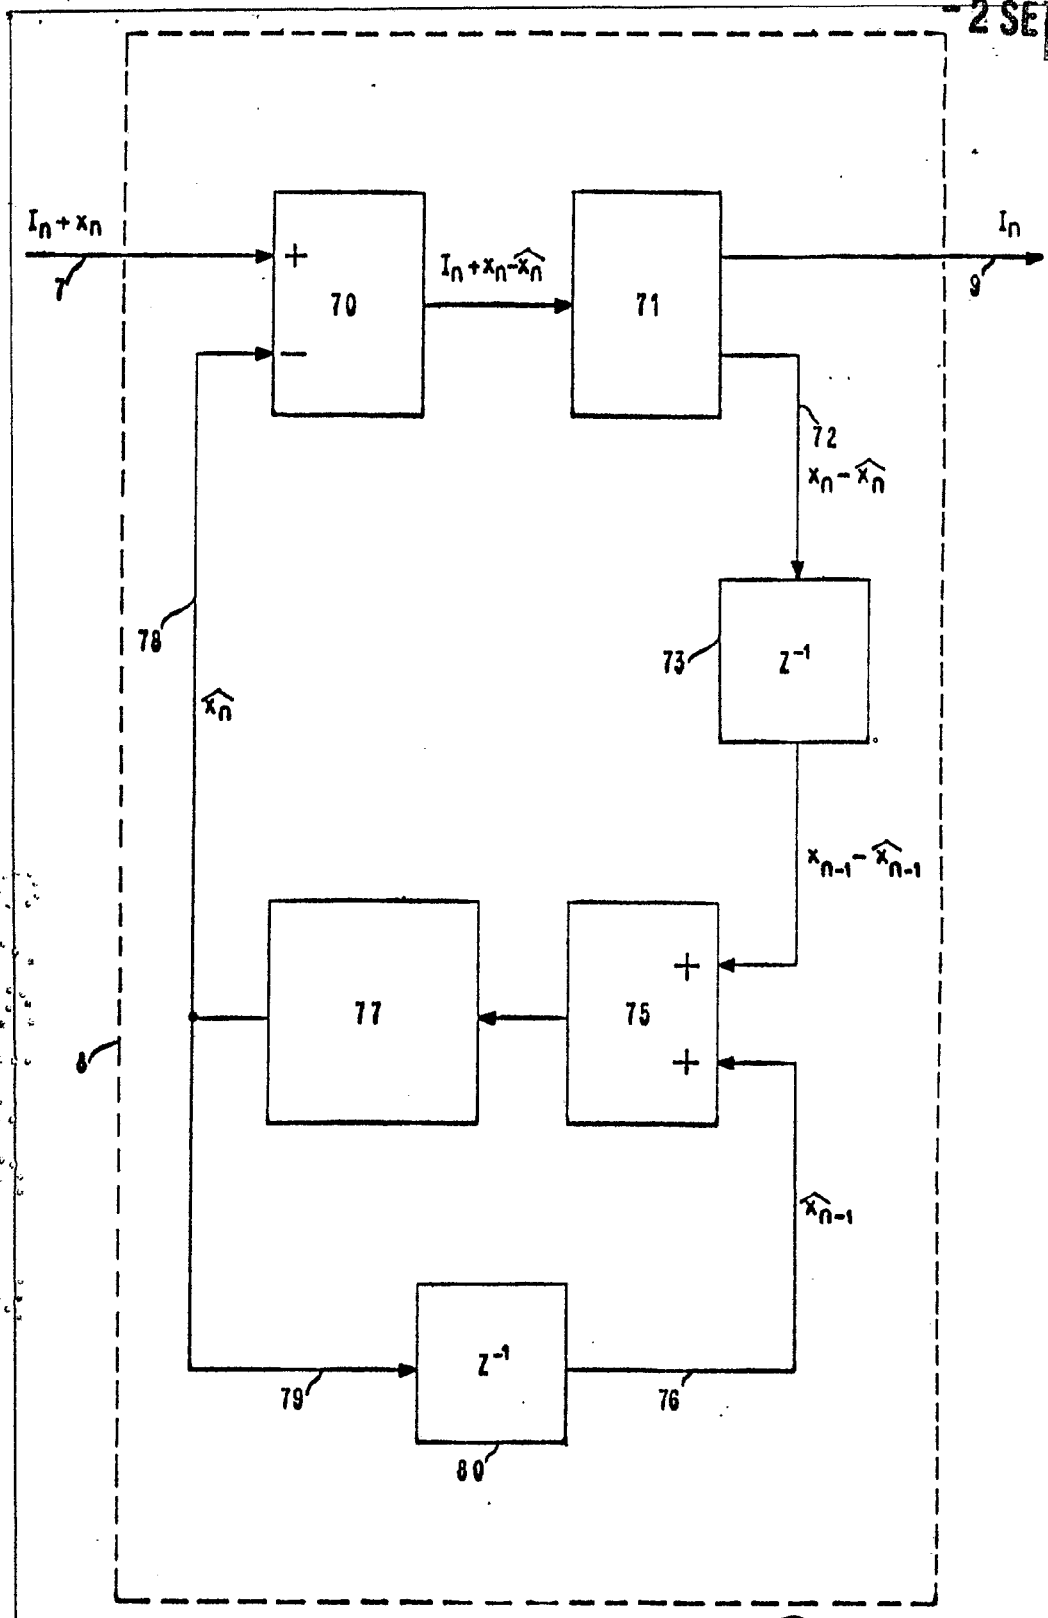 - 2 SE
Iₙ + xₙ
Iₙ
7
+
Iₙ + xₙ - x̂ₙ
9
70
71
−
72
xₙ - x̂ₙ
78
73
Z⁻¹
x̂ₙ
xₙ₋₁ - x̂ₙ₋₁
+
77
75
8
+
x̂ₙ₋₁
Z⁻¹
79
76
80